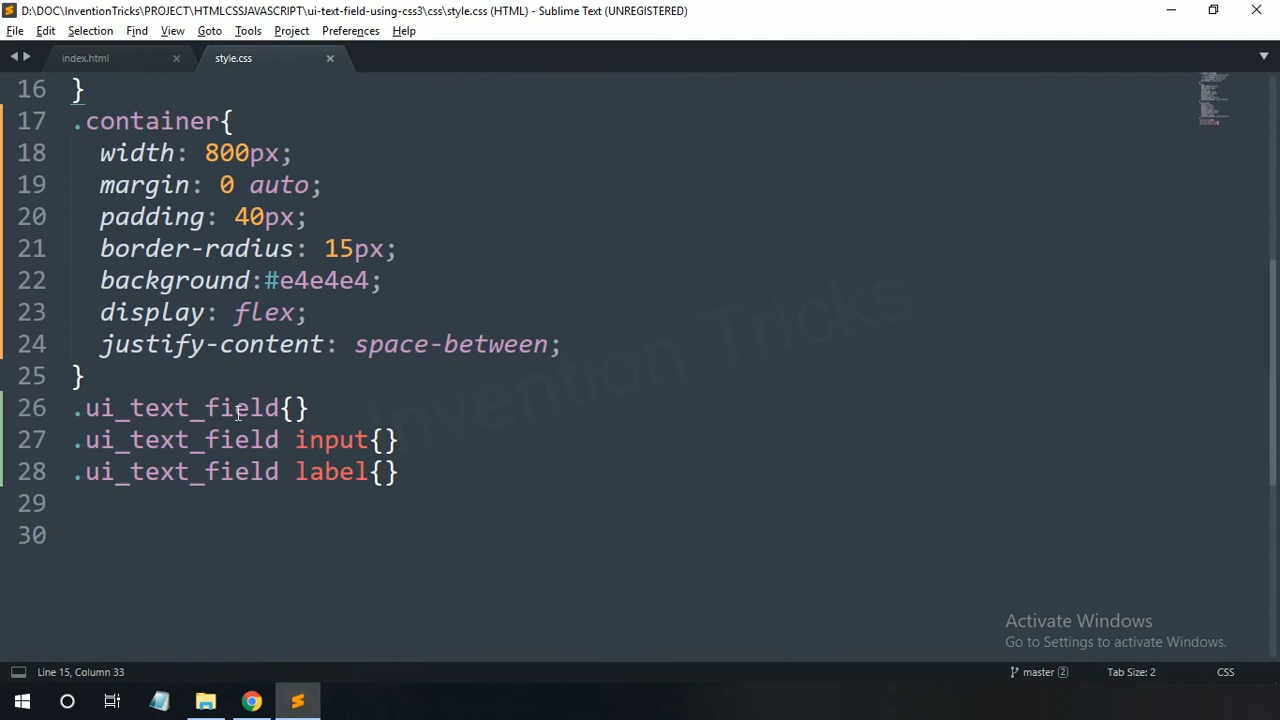 D:\DOC\InventionTricks\PROJECT\HTMLCSSJAVASCRIPT\ui-text-field-using-css3\css\style.css (HTML) - Sublime Text (UNREGISTERED)
File Edit Selection Find View Goto Tools Project Preferences Help
index.html × style.css ×
16 }
17 .container{
18 width: 800px;
19 margin: 0 auto;
20 padding: 40px;
21 border-radius: 15px;
22 background:#e4e4e4;
23 display: flex;
24 justify-content: space-between;
25 }
26 .ui_text_field{}
27 .ui_text_field input{}
28 .ui_text_field label{}
29
30
Invention Tricks
Activate Windows
Go to Settings to activate Windows.
Line 15, Column 33 master 2 Tab Size: 2 CSS